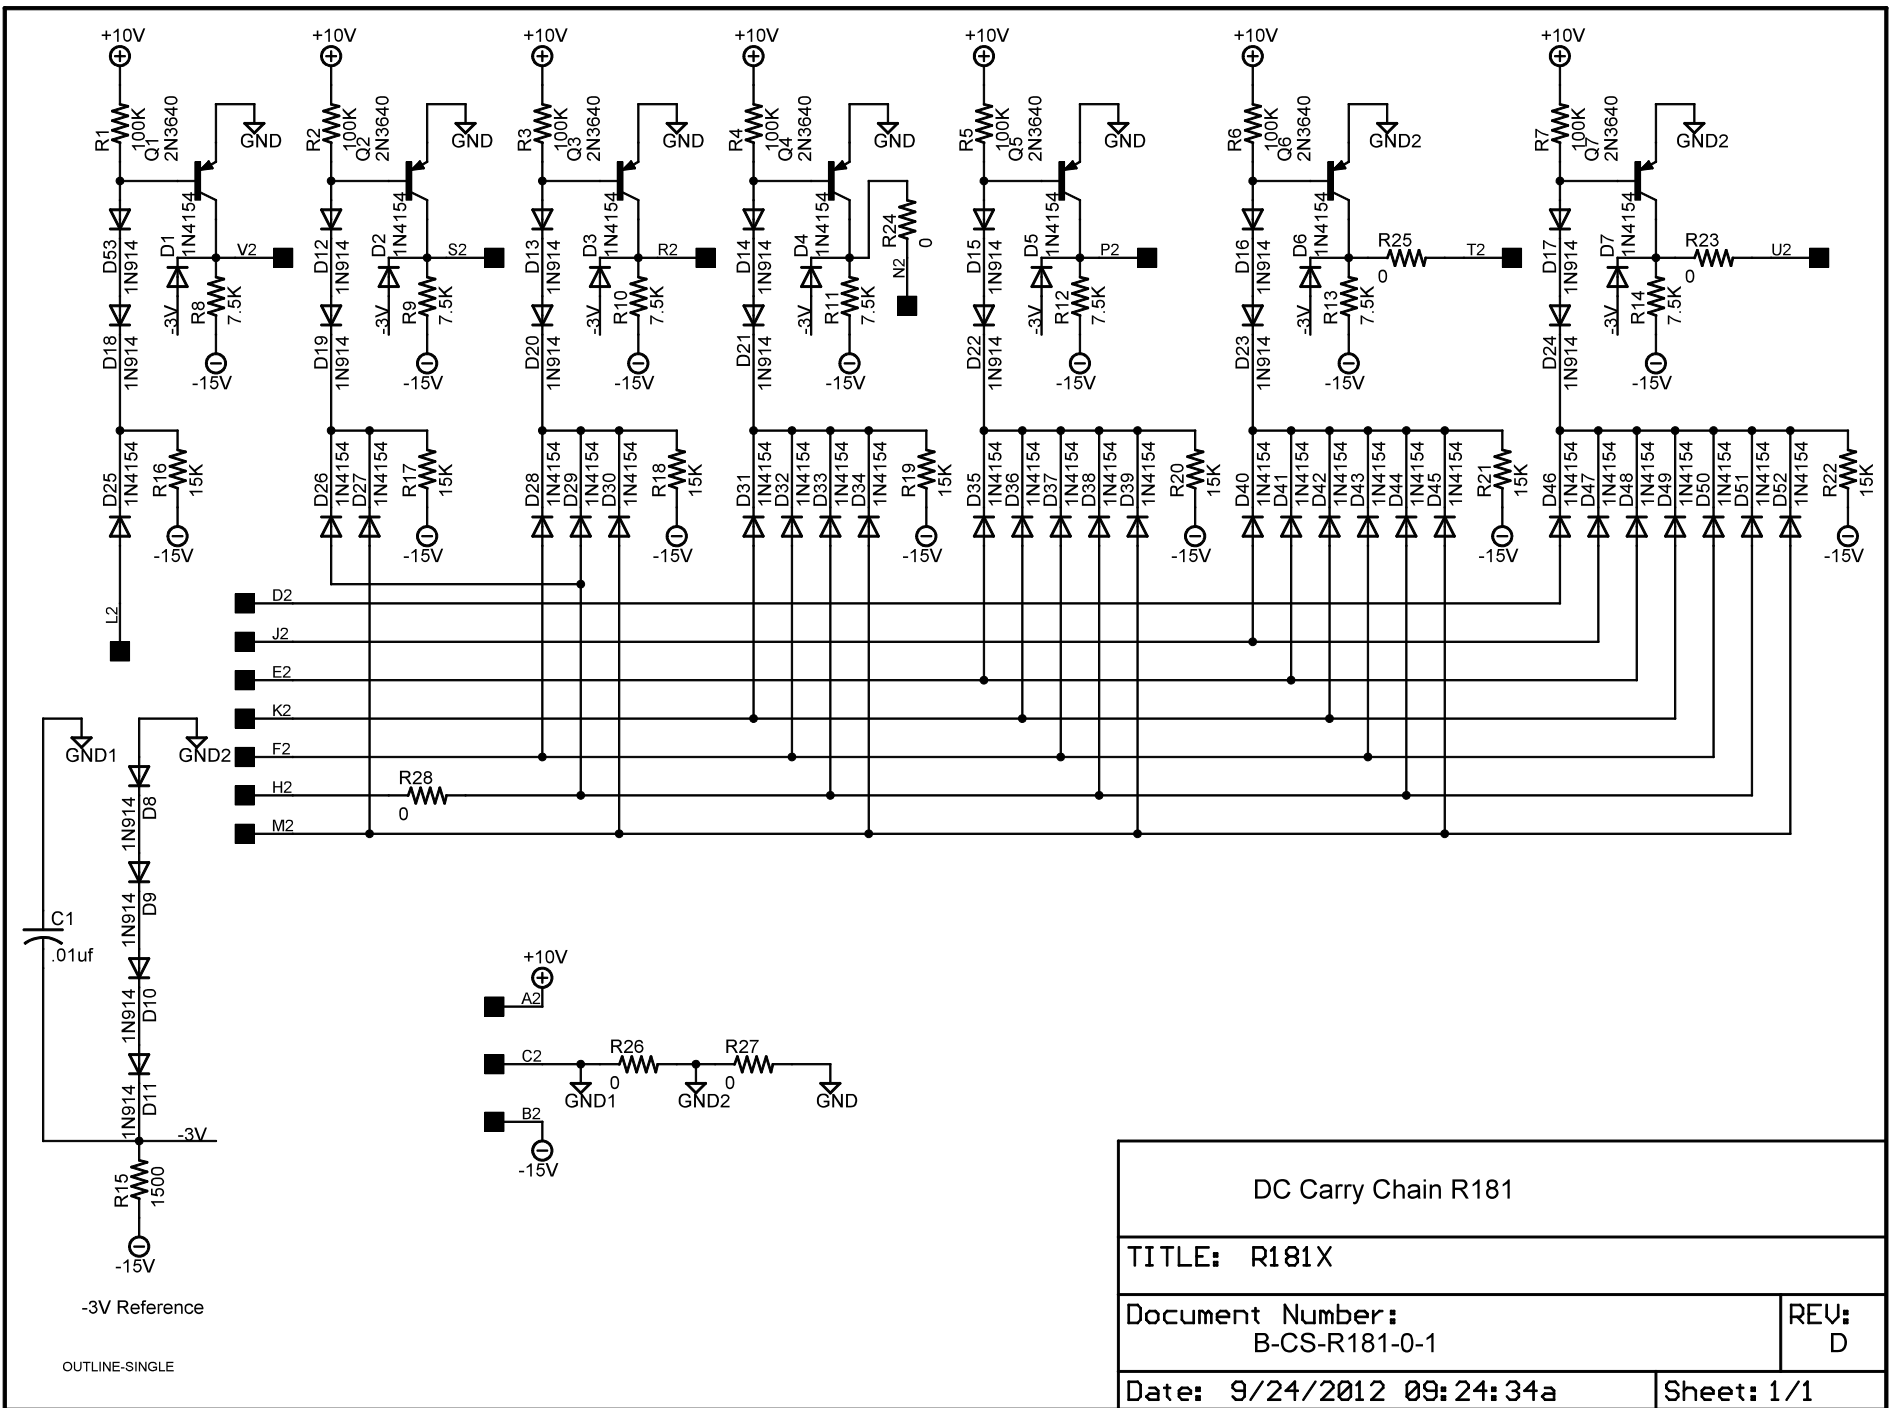 +10V +10V +10V +10V +10V +10V +10V
R1 100K Q1 2N3640 GND R2 100K Q2 2N3640 GND R3 100K Q3 2N3640 GND R4 100K Q4 2N3640 GND R5 100K Q5 2N3640 GND R6 100K Q6 2N3640 GND2 R7 100K Q7 2N3640 GND2
D53 1N914 D1 1N4154 V2 D12 1N914 D2 1N4154 S2 D13 1N914 D3 1N4154 R2 D14 1N914 D4 1N4154 R24 0 N2 D15 1N914 D5 1N4154 P2 D16 1N914 D6 1N4154 R25 0 T2 D17 1N914 D7 1N4154 R23 0 U2
D18 1N914 -3V R8 7.5K D19 1N914 -3V R9 7.5K D20 1N914 -3V R10 7.5K D21 1N914 -3V R11 7.5K D22 1N914 -3V R12 7.5K D23 1N914 -3V R13 7.5K D24 1N914 -3V R14 7.5K
-15V -15V -15V -15V -15V -15V -15V
D25 1N4154 R16 15K D26 1N4154 D27 1N4154 R17 15K D28 1N4154 D29 1N4154 D30 1N4154 R18 15K D31 1N4154 D32 1N4154 D33 1N4154 D34 1N4154 R19 15K D35 1N4154 D36 1N4154 D37 1N4154 D38 1N4154 D39 1N4154 R20 15K D40 1N4154 D41 1N4154 D42 1N4154 D43 1N4154 D44 1N4154 D45 1N4154 R21 15K D46 1N4154 D47 1N4154 D48 1N4154 D49 1N4154 D50 1N4154 D51 1N4154 D52 1N4154 R22 15K
-15V -15V -15V -15V -15V -15V -15V
L2
D2
J2
E2
K2
F2
H2 R28 0
M2
GND1 GND2
1N914 D8
1N914 D9
C1 .01uf
1N914 D10
1N914 D11
-3V
R15 1500
-15V
-3V Reference
OUTLINE-SINGLE
+10V
A2
C2 R26 0 R27 0
GND1 GND2 GND
B2
-15V
DC Carry Chain R181
TITLE: R181X
Document Number: REV:
B-CS-R181-0-1 D
Date: 9/24/2012 09:24:34a Sheet: 1/1